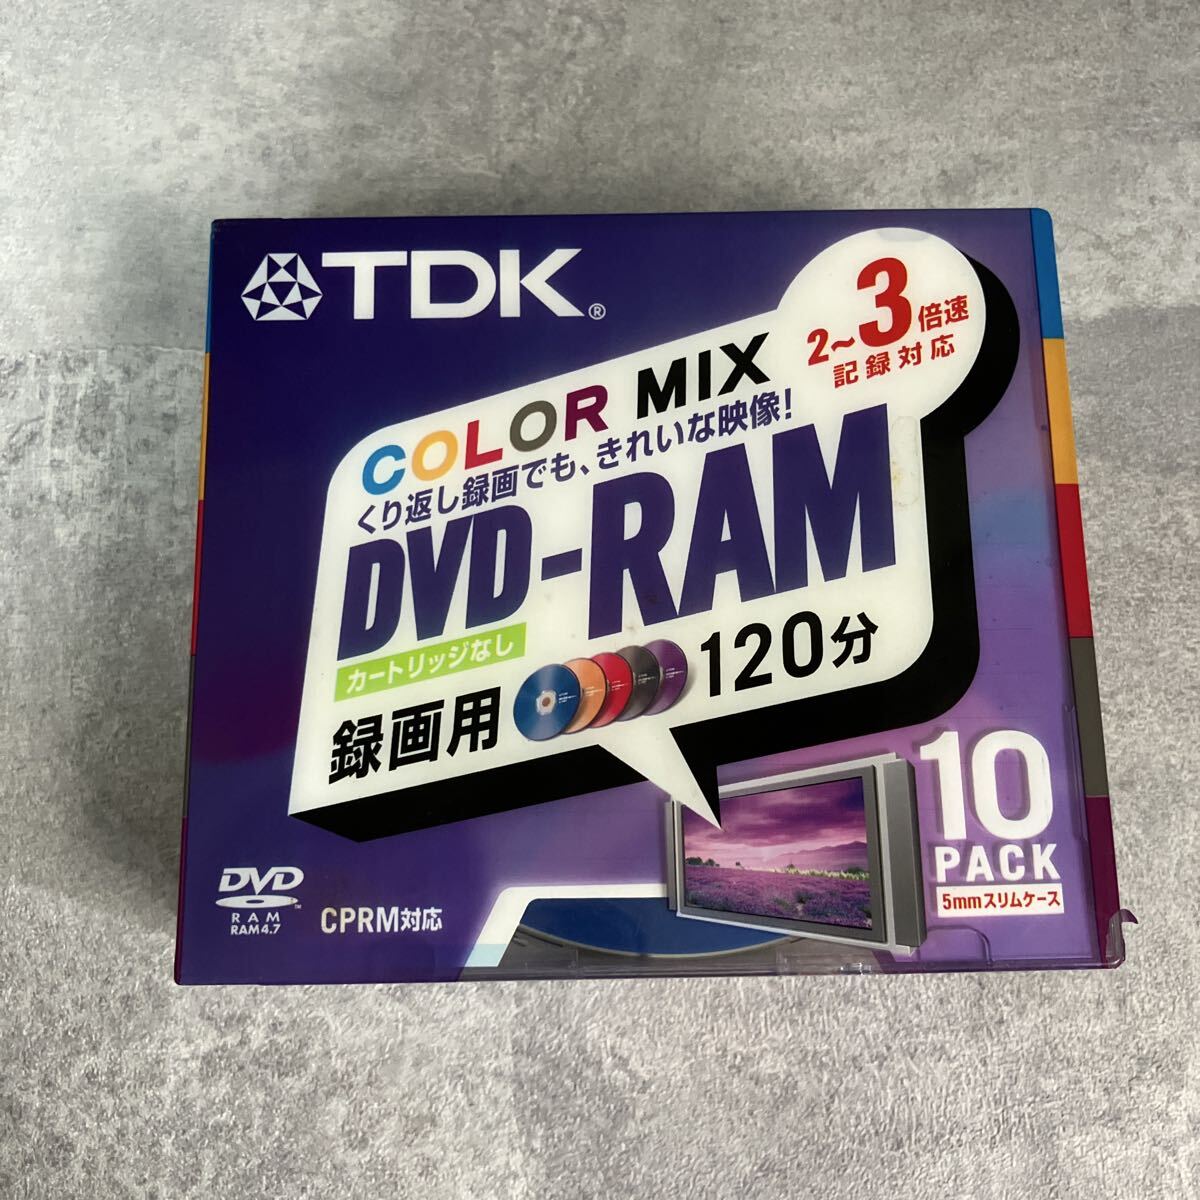 TDK®
2〜3倍速
記録対応
COLOR MIX
くり返し録画でも、きれいな映像!
DVD-RAM
カートリッジなし
録画用
120分
10
PACK
5mmスリムケース
DVD™
RAM
RAM4.7
CPRM対応